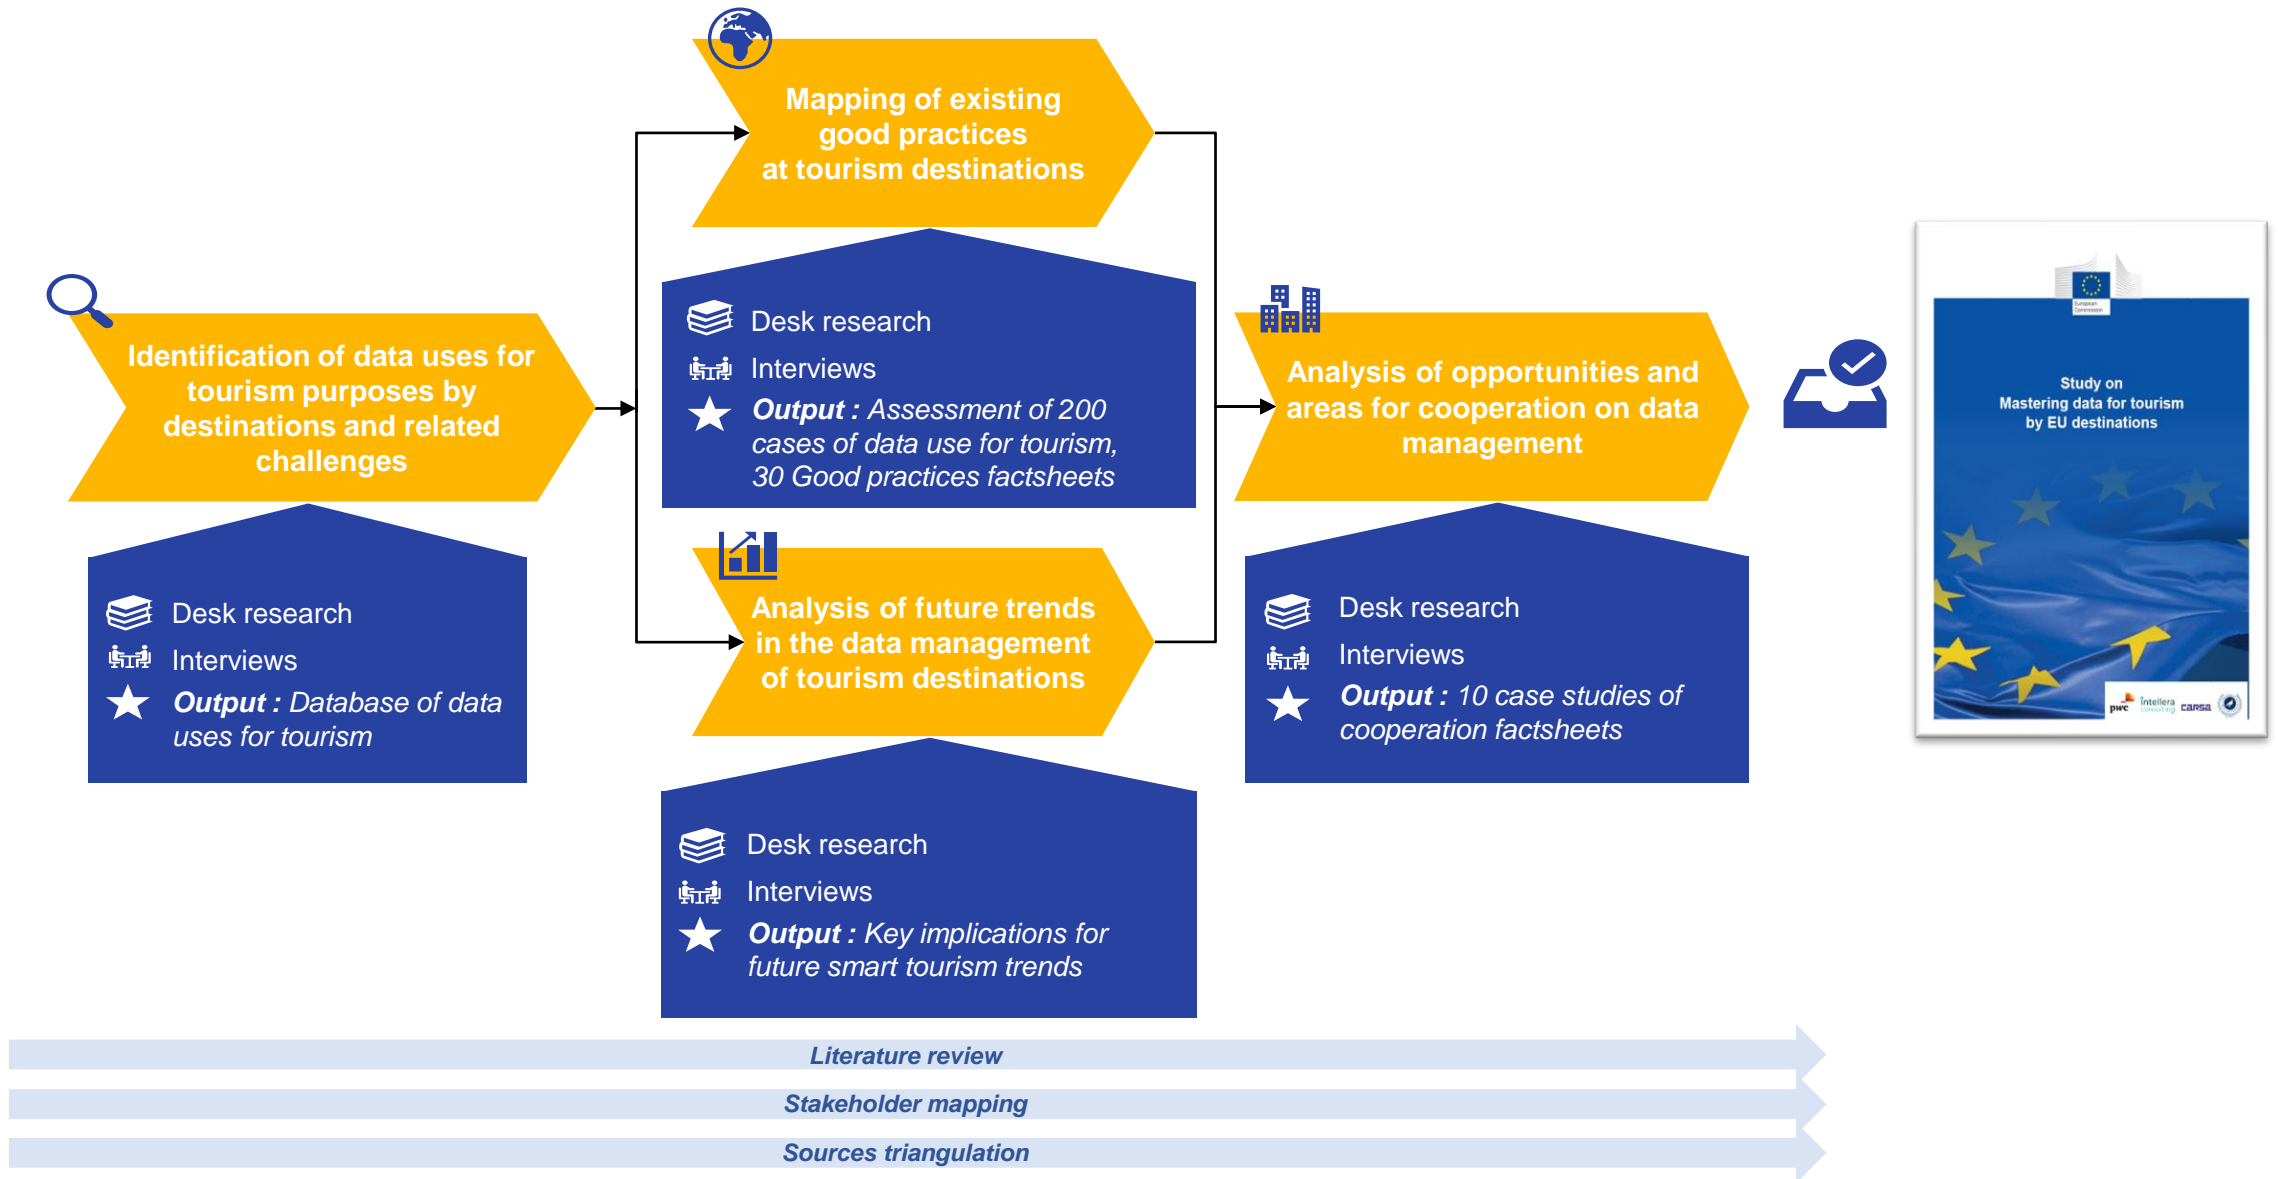 Mapping of existing
good practices
at tourism destinations
Desk research
Interviews
Output : Assessment of 200
cases of data use for tourism,
30 Good practices factsheets
Identification of data uses for
tourism purposes by
destinations and related
challenges
Desk research
Interviews
Output : Database of data
uses for tourism
Analysis of future trends
in the data management
of tourism destinations
Desk research
Interviews
Output : Key implications for
future smart tourism trends
Analysis of opportunities and
areas for cooperation on data
management
Desk research
Interviews
Output : 10 case studies of
cooperation factsheets
European
Commission
Study on
Mastering data for tourism
by EU destinations
pwc
intellera
consulting
carsa
Literature review
Stakeholder mapping
Sources triangulation